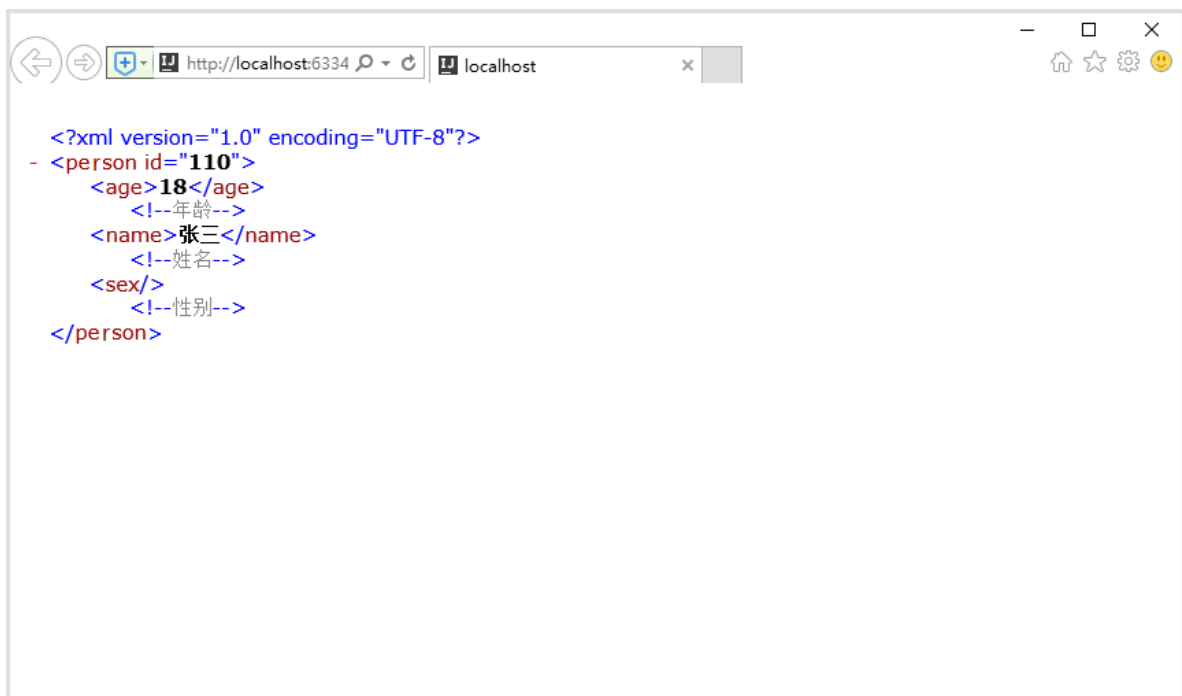 http://localhost:6334
localhost
<?xml version="1.0" encoding="UTF-8"?>
- <person id="110">
<age>18</age>
<!--年龄-->
<name>张三</name>
<!--姓名-->
<sex/>
<!--性别-->
</person>